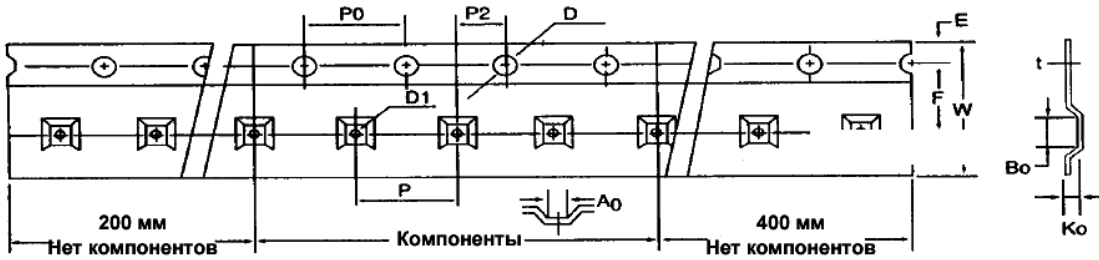 P0
P2
D
E
t
D1
F
W
P
A0
Bo
Ko
200 мм
Нет компонентов
Компоненты
400 мм
Нет компонентов